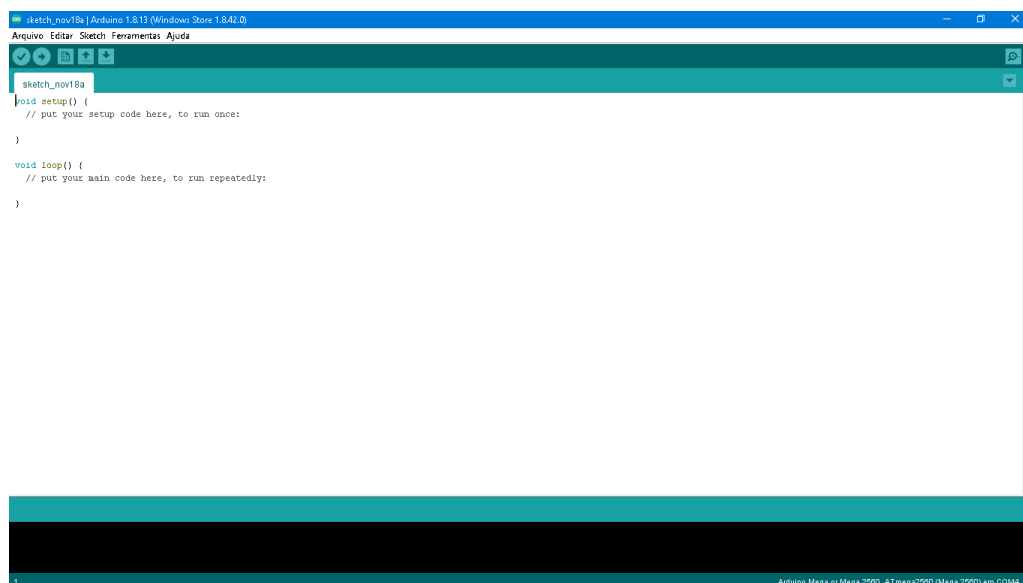 sketch_nov18a | Arduino 1.8.13 (Windows Store 1.8.42.0)
Arquivo Editar Sketch Ferramentas Ajuda
sketch_nov18a
void setup() {
// put your setup code here, to run once:
}
void loop() {
// put your main code here, to run repeatedly:
}
1
Arduino Mega or Mega 2560, ATmega2560 (Mega 2560) em COM4